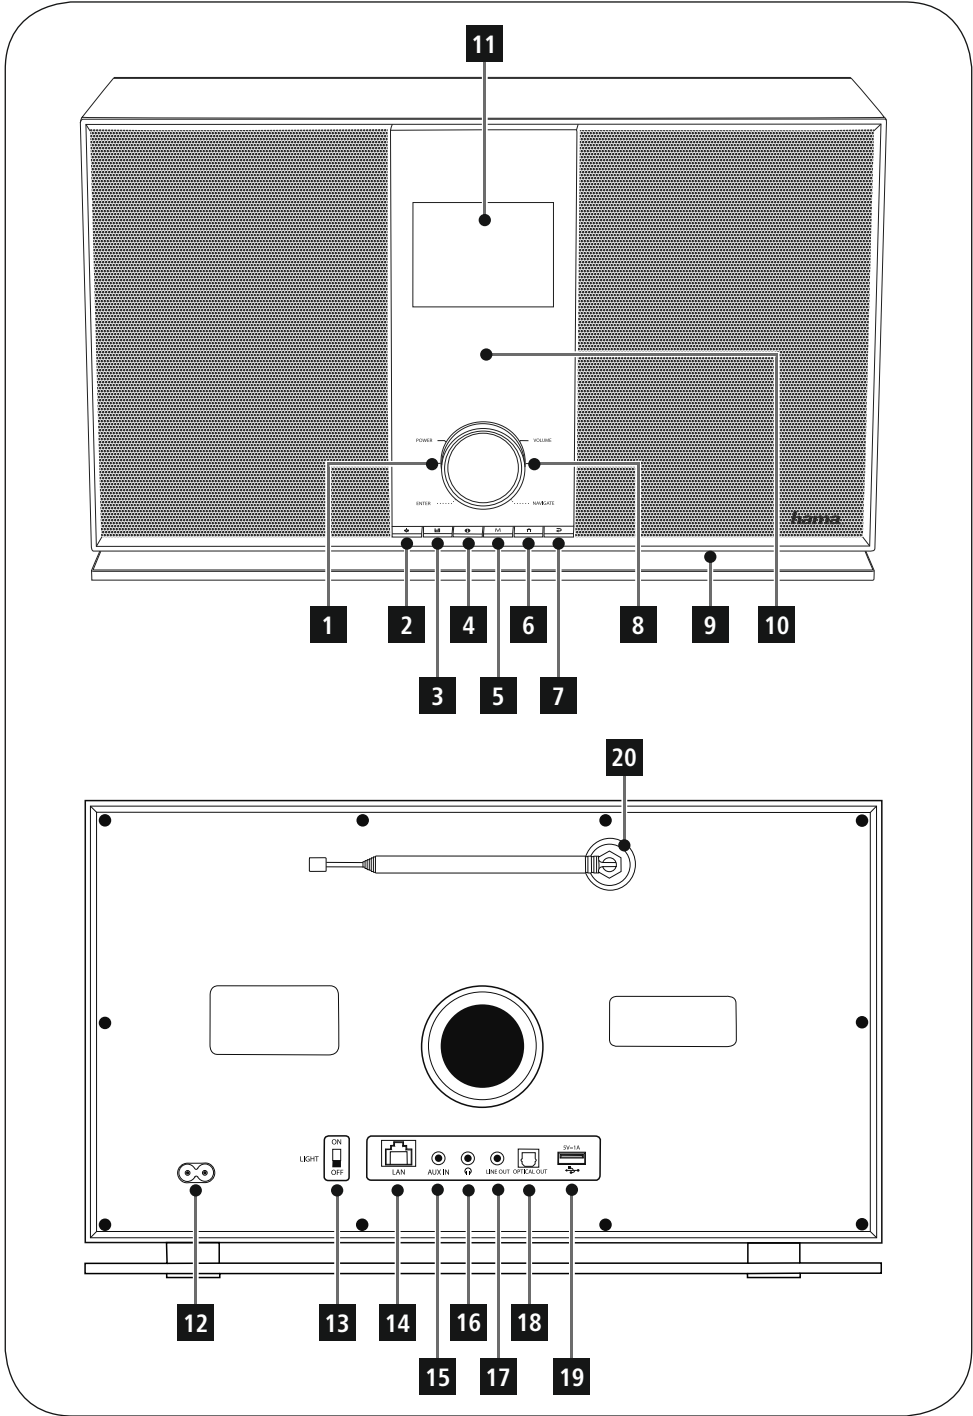 11
POWER
VOLUME
ENTER
NAVIGATE
M
hama
1
2
4
6
8
9
10
3
5
7
20
ON
LIGHT
OFF
LAN
AUX IN
LINE OUT
OPTICAL OUT
5V=1A
12
13
14
16
18
15
17
19